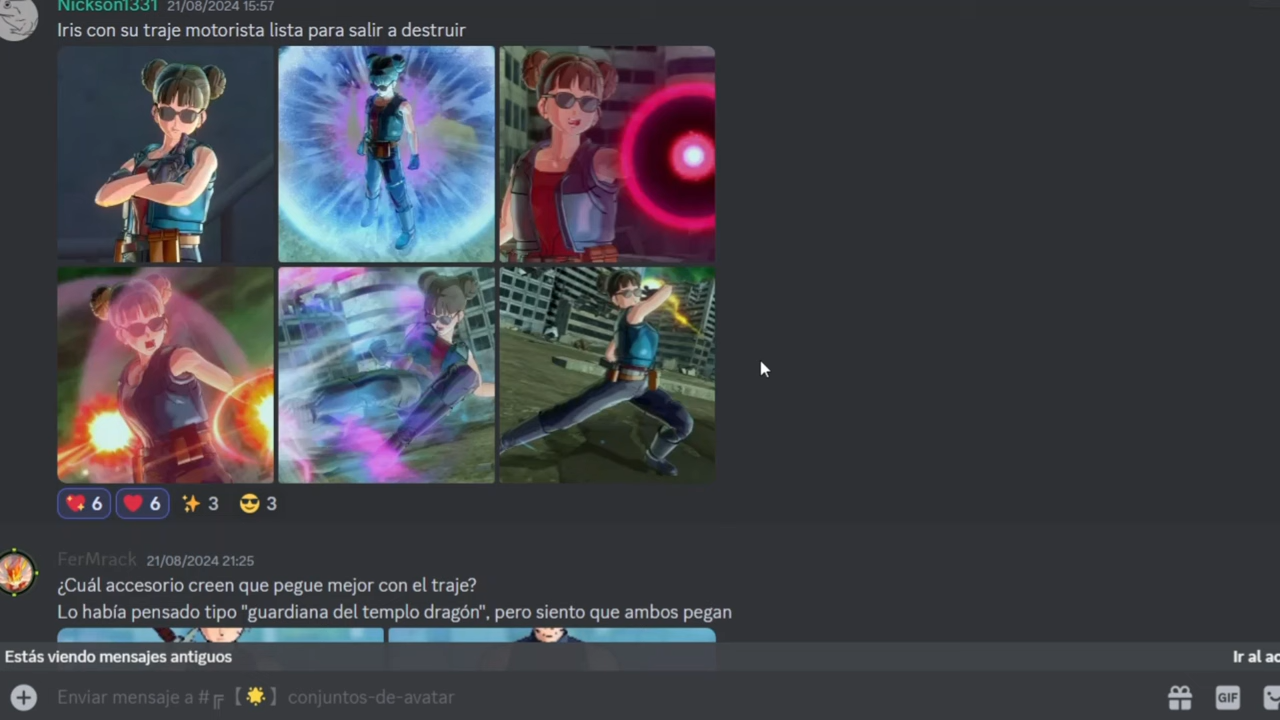 Nickson1331 21/08/2024 15:57
Iris con su traje motorista lista para salir a destruir
6 6 3 3
FerMrack 21/08/2024 21:25
¿Cuál accesorio creen que pegue mejor con el traje?
Lo había pensado tipo "guardiana del templo dragón", pero siento que ambos pegan
Estás viendo mensajes antiguos Ir al ac
Enviar mensaje a #╔【🌟】conjuntos-de-avatar GIF